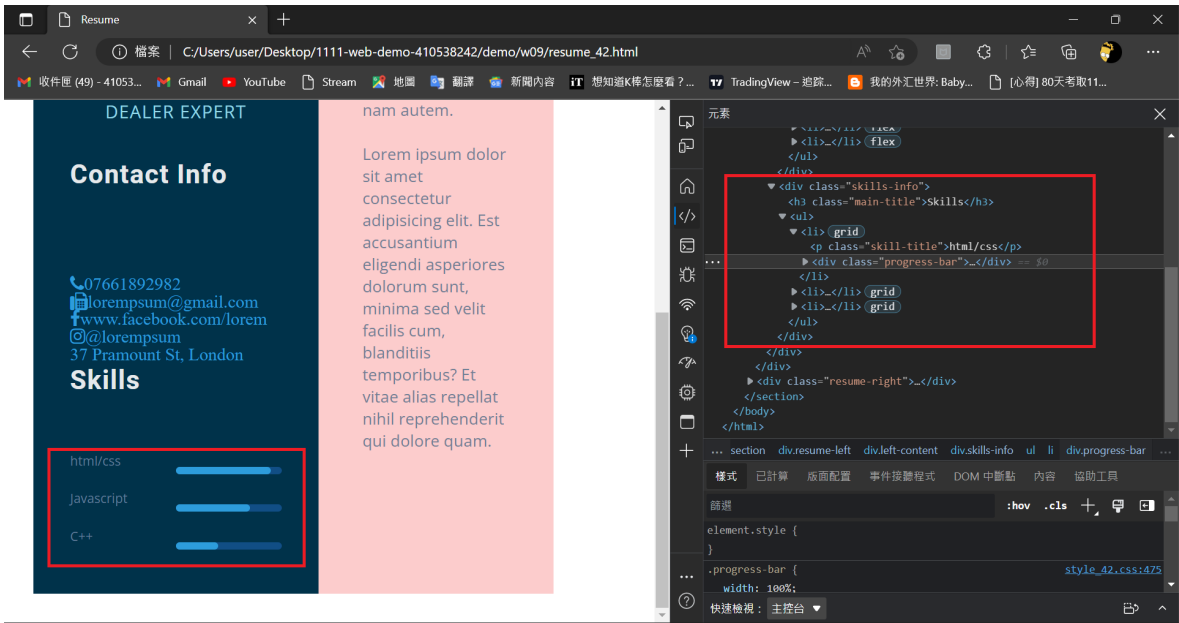 Resume
檔案 | C:/Users/user/Desktop/1111-web-demo-410538242/demo/w09/resume_42.html
收件匣 (49) - 41053... Gmail YouTube Stream 地圖 翻譯 新聞內容 iT 想知道K棒怎麼看？... TradingView – 追踪... 我的外汇世界: Baby... [心得] 80天考取11...
DEALER EXPERT
Contact Info
07661892982
lorempsum@gmail.com
www.facebook.com/lorem
@lorempsum
37 Pramount St, London
Skills
html/css
Javascript
C++
nam autem.
Lorem ipsum dolor
sit amet
consectetur
adipisicing elit. Est
accusantium
eligendi asperiores
dolorum sunt,
minima sed velit
facilis cum,
blanditiis
temporibus? Et
vitae alias repellat
nihil reprehenderit
qui dolore quam.
元素
<li>…</li> flex
<li>…</li> flex
</ul>
</div>
<div class="skills-info">
<h3 class="main-title">Skills</h3>
<ul>
<li> grid
<p class="skill-title">html/css</p>
... <div class="progress-bar">…</div> == $0
</li>
<li>…</li> grid
<li>…</li> grid
</ul>
</div>
</div>
</div>
<div class="resume-right">…</div>
</section>
</body>
</html>
... section div.resume-left div.left-content div.skills-info ul li div.progress-bar ...
樣式 已計算 版面配置 事件接聽程式 DOM 中斷點 內容 協助工具
篩選 :hov .cls
element.style {
}
.progress-bar { style_42.css:475
width: 100%;
快速檢視： 主控台